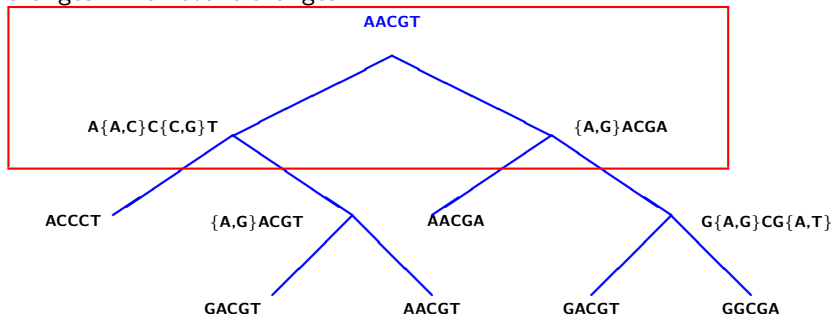 AACGT
A{A,C}C{C,G}T {A,G}ACGA
ACCCT {A,G}ACGT AACGA G{A,G}CG{A,T}
GACGT AACGT GACGT GGCGA